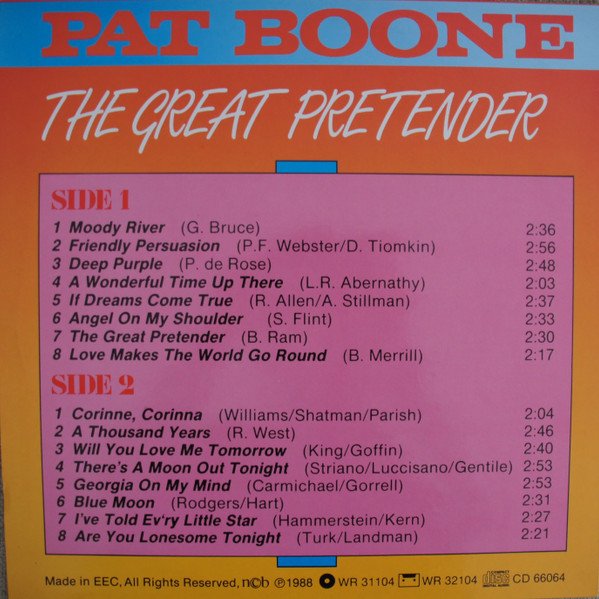 PAT BOONE
THE GREAT PRETENDER
SIDE 1
1 Moody River (G. Bruce) 2:36
2 Friendly Persuasion (P.F. Webster/D. Tiomkin) 2:56
3 Deep Purple (P. de Rose) 2:48
4 A Wonderful Time Up There (L.R. Abernathy) 2:03
5 If Dreams Come True (R. Allen/A. Stillman) 2:37
6 Angel On My Shoulder (S. Flint) 2:33
7 The Great Pretender (B. Ram) 2:30
8 Love Makes The World Go Round (B. Merrill) 2:17
SIDE 2
1 Corinne, Corinna (Williams/Shatman/Parish) 2:04
2 A Thousand Years (R. West) 2:46
3 Will You Love Me Tomorrow (King/Goffin) 2:40
4 There's A Moon Out Tonight (Striano/Luccisano/Gentile) 2:53
5 Georgia On My Mind (Carmichael/Gorrell) 2:53
6 Blue Moon (Rodgers/Hart) 2:31
7 I've Told Ev'ry Little Star (Hammerstein/Kern) 2:27
8 Are You Lonesome Tonight (Turk/Landman) 2:21
Made in EEC, All Rights Reserved, n©b ℗1988 WR 31104 WR 32104 COMPACT disc DIGITAL AUDIO CD 66064